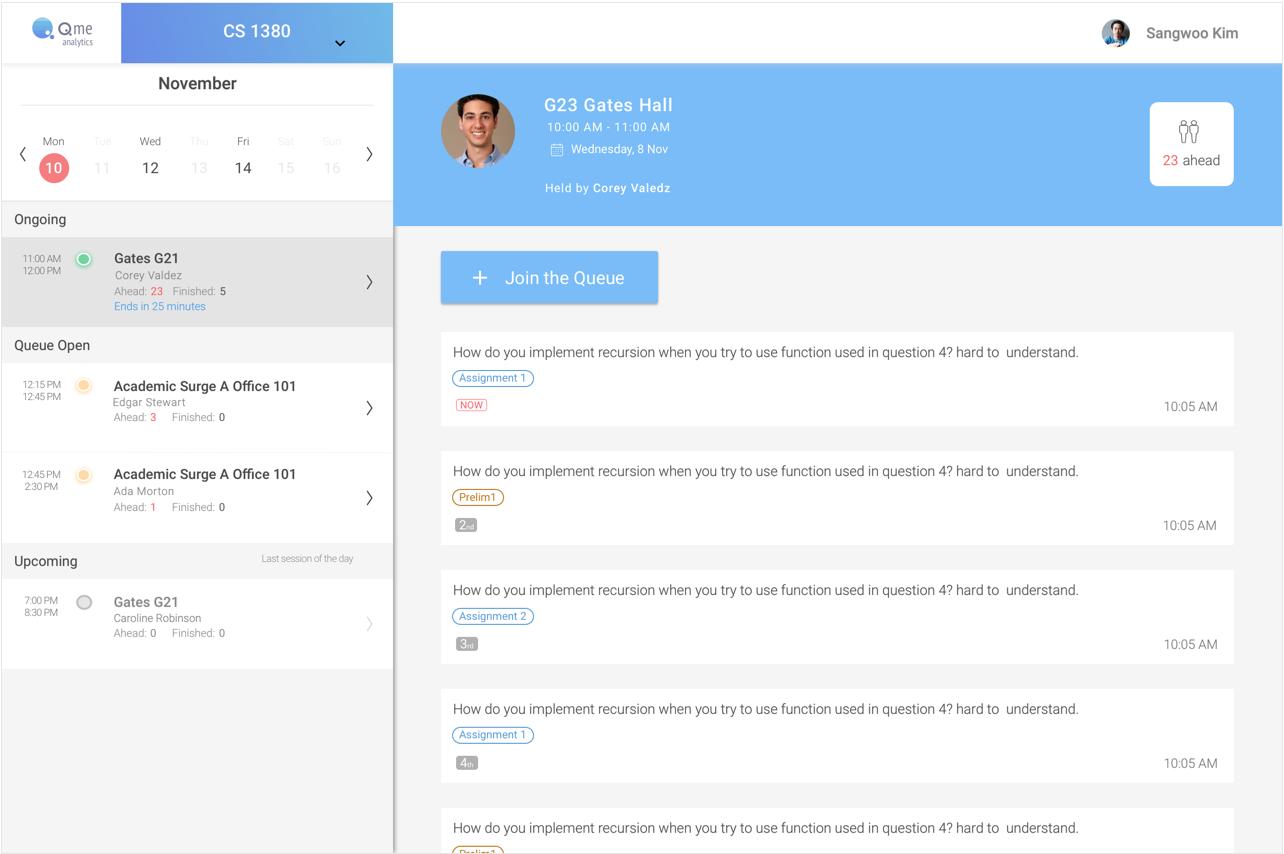 Qme
analytics
CS 1380
Sangwoo Kim
November
Mon Tue Wed Thu Fri Sat Sun
10 11 12 13 14 15 16
Ongoing
11:00 AM
12:00 PM
Gates G21
Corey Valdez
Ahead: 23 Finished: 5
Ends in 25 minutes
Queue Open
12:15 PM
12:45 PM
Academic Surge A Office 101
Edgar Stewart
Ahead: 3 Finished: 0
12:45 PM
2:30 PM
Academic Surge A Office 101
Ada Morton
Ahead: 1 Finished: 0
Upcoming
Last session of the day
7:00 PM
8:30 PM
Gates G21
Caroline Robinson
Ahead: 0 Finished: 0
G23 Gates Hall
10:00 AM - 11:00 AM
Wednesday, 8 Nov
Held by Corey Valedz
23 ahead
+ Join the Queue
How do you implement recursion when you try to use function used in question 4? hard to understand.
Assignment 1
NOW
10:05 AM
How do you implement recursion when you try to use function used in question 4? hard to understand.
Prelim1
2nd
10:05 AM
How do you implement recursion when you try to use function used in question 4? hard to understand.
Assignment 2
3rd
10:05 AM
How do you implement recursion when you try to use function used in question 4? hard to understand.
Assignment 1
4th
10:05 AM
How do you implement recursion when you try to use function used in question 4? hard to understand.
Prelim1